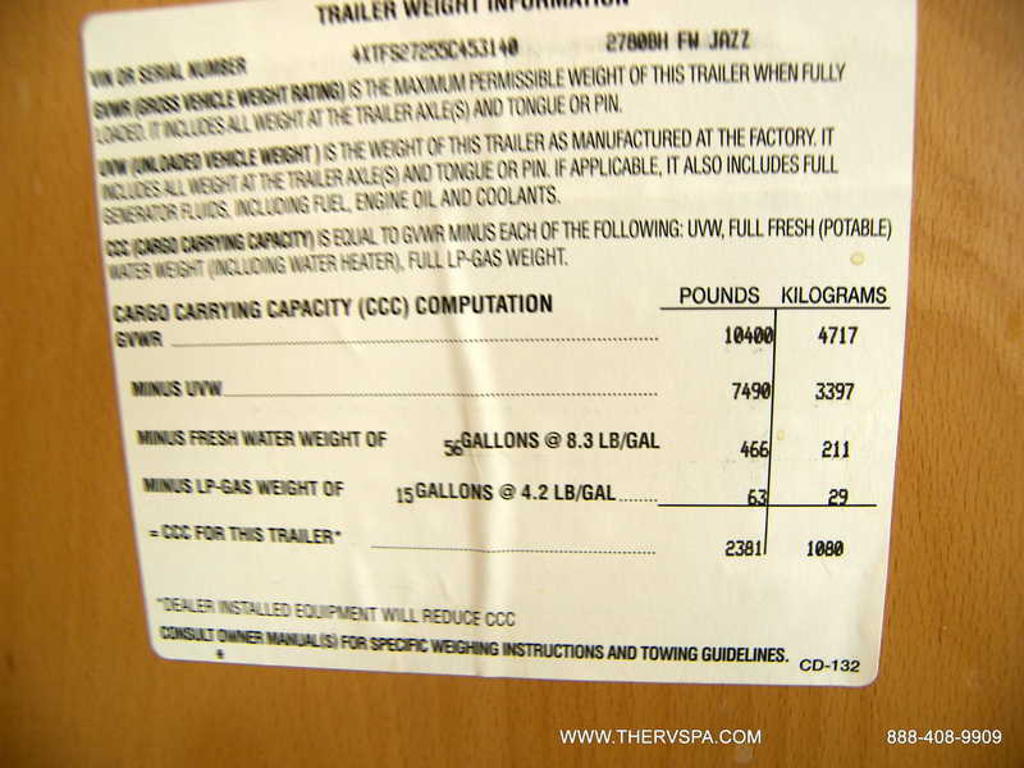 TRAILER WEIGHT INFORMATION
VIN OR SERIAL NUMBER 4XTFS27255C453140 2780BH FW JAZZ
GVWR (GROSS VEHICLE WEIGHT RATING) IS THE MAXIMUM PERMISSIBLE WEIGHT OF THIS TRAILER WHEN FULLY
LOADED. IT INCLUDES ALL WEIGHT AT THE TRAILER AXLE(S) AND TONGUE OR PIN.
UVW (UNLOADED VEHICLE WEIGHT ) IS THE WEIGHT OF THIS TRAILER AS MANUFACTURED AT THE FACTORY. IT
INCLUDES ALL WEIGHT AT THE TRAILER AXLE(S) AND TONGUE OR PIN. IF APPLICABLE, IT ALSO INCLUDES FULL
GENERATOR FLUIDS, INCLUDING FUEL, ENGINE OIL AND COOLANTS.
CCC (CARGO CARRYING CAPACITY) IS EQUAL TO GVWR MINUS EACH OF THE FOLLOWING: UVW, FULL FRESH (POTABLE)
WATER WEIGHT (INCLUDING WATER HEATER), FULL LP-GAS WEIGHT.
CARGO CARRYING CAPACITY (CCC) COMPUTATION POUNDS KILOGRAMS
GVWR 10400 4717
MINUS UVW 7490 3397
MINUS FRESH WATER WEIGHT OF 56 GALLONS @ 8.3 LB/GAL 466 211
MINUS LP-GAS WEIGHT OF 15 GALLONS @ 4.2 LB/GAL 63 29
= CCC FOR THIS TRAILER* 2381 1080
*DEALER INSTALLED EQUIPMENT WILL REDUCE CCC
CONSULT OWNER MANUAL(S) FOR SPECIFIC WEIGHING INSTRUCTIONS AND TOWING GUIDELINES. CD-132
WWW.THERVSPA.COM 888-408-9909